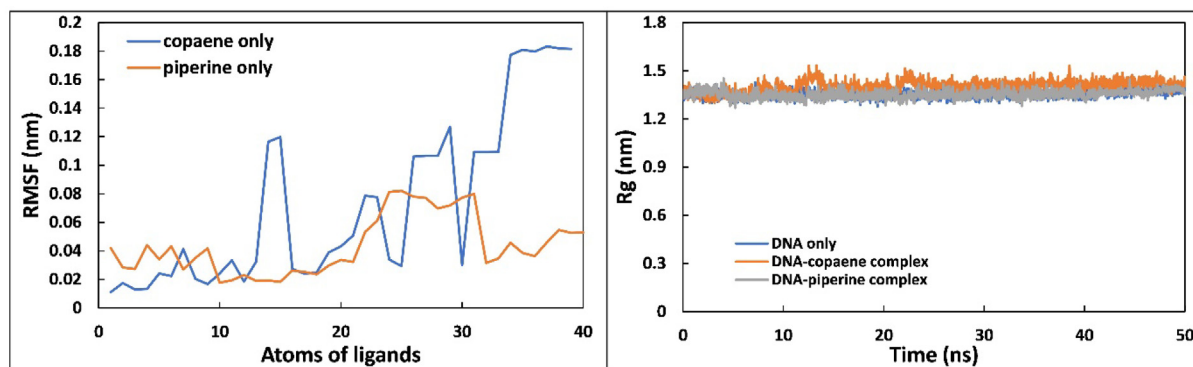 RMSF (nm)
0.2
0.18
0.16
0.14
0.12
0.1
0.08
0.06
0.04
0.02
0
copaene only
piperine only
0 10 20 30 40
Atoms of ligands
Rg (nm)
1.8
1.5
1.2
0.9
0.6
0.3
0
DNA only
DNA-copaene complex
DNA-piperine complex
0 10 20 30 40 50
Time (ns)